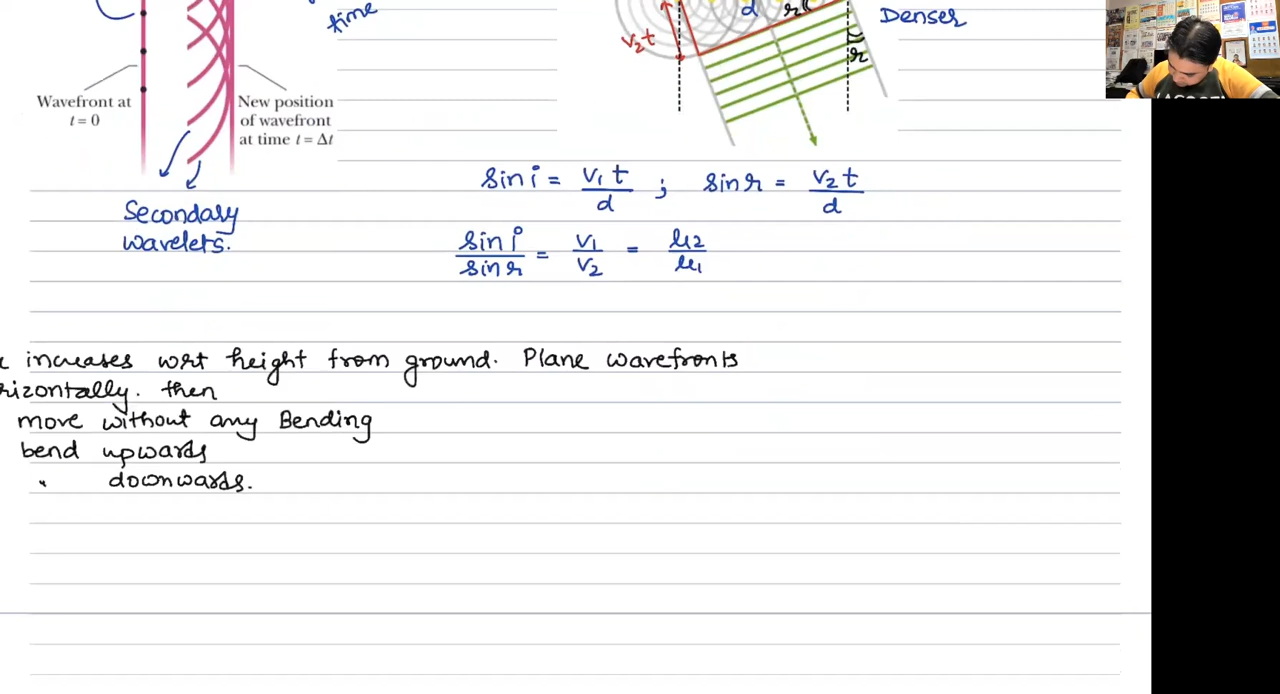 time
d
r
Denser
v₂t
r
Wavefront at
t = 0
New position
of wavefront
at time t = Δt
sin i = v₁t/d ; sin r = v₂t/d
Secondary
wavelets.
sin i/sin r = v₁/v₂ = μ₂/μ₁
increases wrt height from ground. Plane wavefronts
rizontally. then
move without any Bending
bend upwards
" downwards.